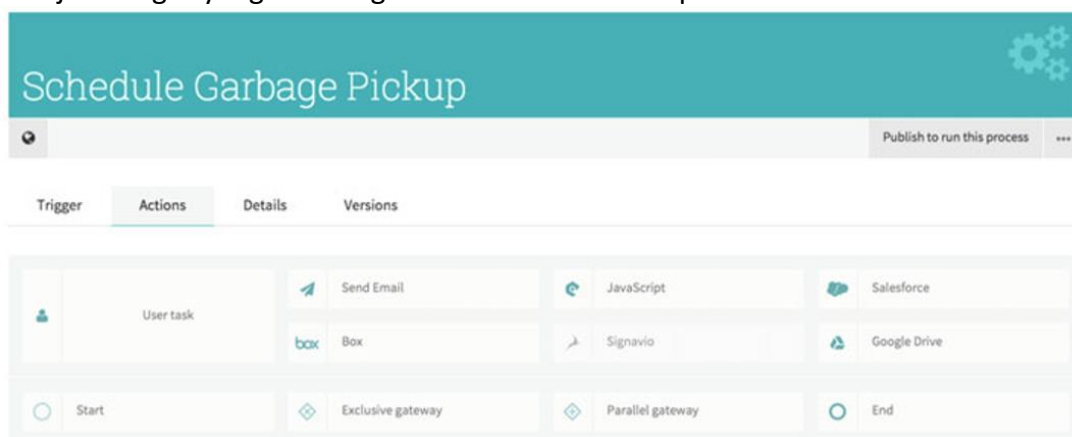 Schedule Garbage Pickup
Publish to run this process
Trigger Actions Details Versions
User task
Send Email JavaScript Salesforce
box Box Signavio Google Drive
Start Exclusive gateway Parallel gateway End